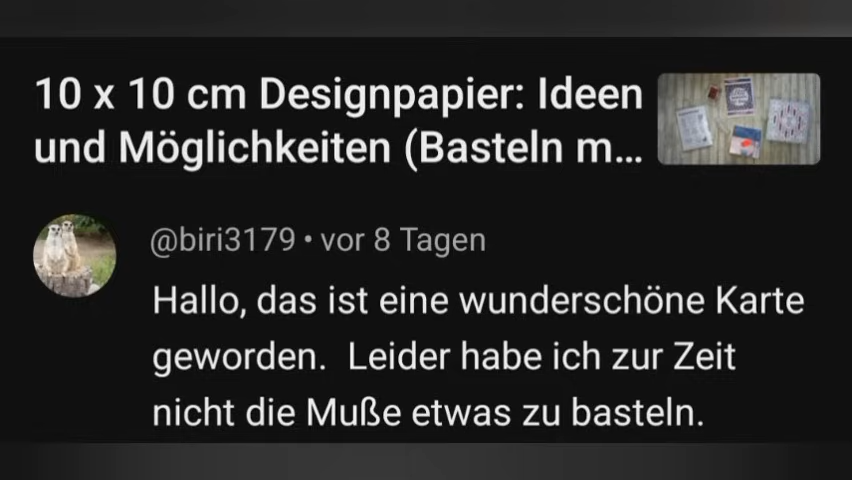 10 x 10 cm Designpapier: Ideen
und Möglichkeiten (Basteln m...
@biri3179 • vor 8 Tagen
Hallo, das ist eine wunderschöne Karte
geworden.  Leider habe ich zur Zeit
nicht die Muße etwas zu basteln.